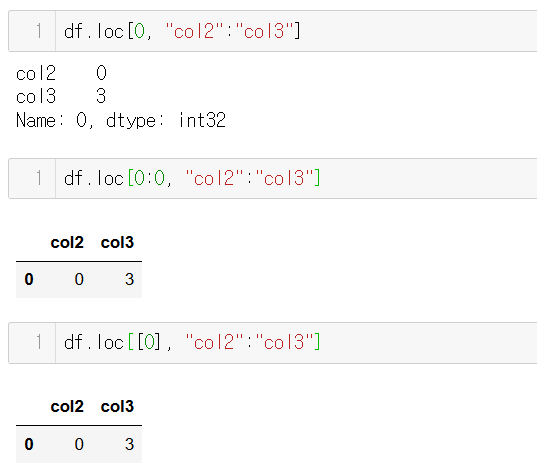 1 df.loc[0, "col2":"col3"]
col2 0
col3 3
Name: 0, dtype: int32
1 df.loc[0:0, "col2":"col3"]
col2 col3
0 0 3
1 df.loc[[0], "col2":"col3"]
col2 col3
0 0 3